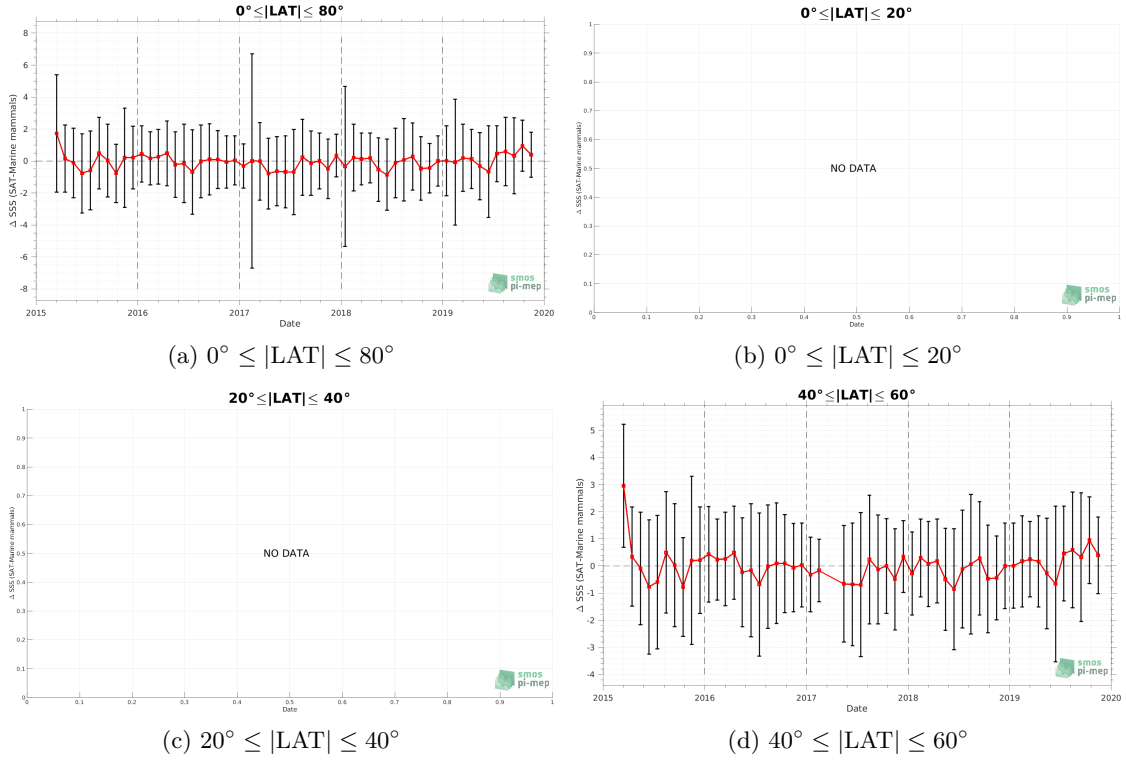 0°≤|LAT|≤ 80°
Δ SSS (SAT-Marine mammals)
8
6
4
2
0
-2
-4
-6
-8
2015 2016 2017 2018 2019 2020
Date
smos
pi-mep
(a) 0° ≤ |LAT| ≤ 80°
0°≤|LAT|≤ 20°
Δ SSS (SAT-Marine mammals)
1
0.9
0.8
0.7
0.6
0.5
0.4
0.3
0.2
0.1
0
NO DATA
0 0.1 0.2 0.3 0.4 0.5 0.6 0.7 0.8 0.9 1
Date
smos
pi-mep
(b) 0° ≤ |LAT| ≤ 20°
20°≤|LAT|≤ 40°
Δ SSS (SAT-Marine mammals)
1
0.9
0.8
0.7
0.6
0.5
0.4
0.3
0.2
0.1
0
NO DATA
0 0.1 0.2 0.3 0.4 0.5 0.6 0.7 0.8 0.9 1
Date
smos
pi-mep
(c) 20° ≤ |LAT| ≤ 40°
40°≤|LAT|≤ 60°
Δ SSS (SAT-Marine mammals)
5
4
3
2
1
0
-1
-2
-3
-4
2015 2016 2017 2018 2019 2020
Date
smos
pi-mep
(d) 40° ≤ |LAT| ≤ 60°